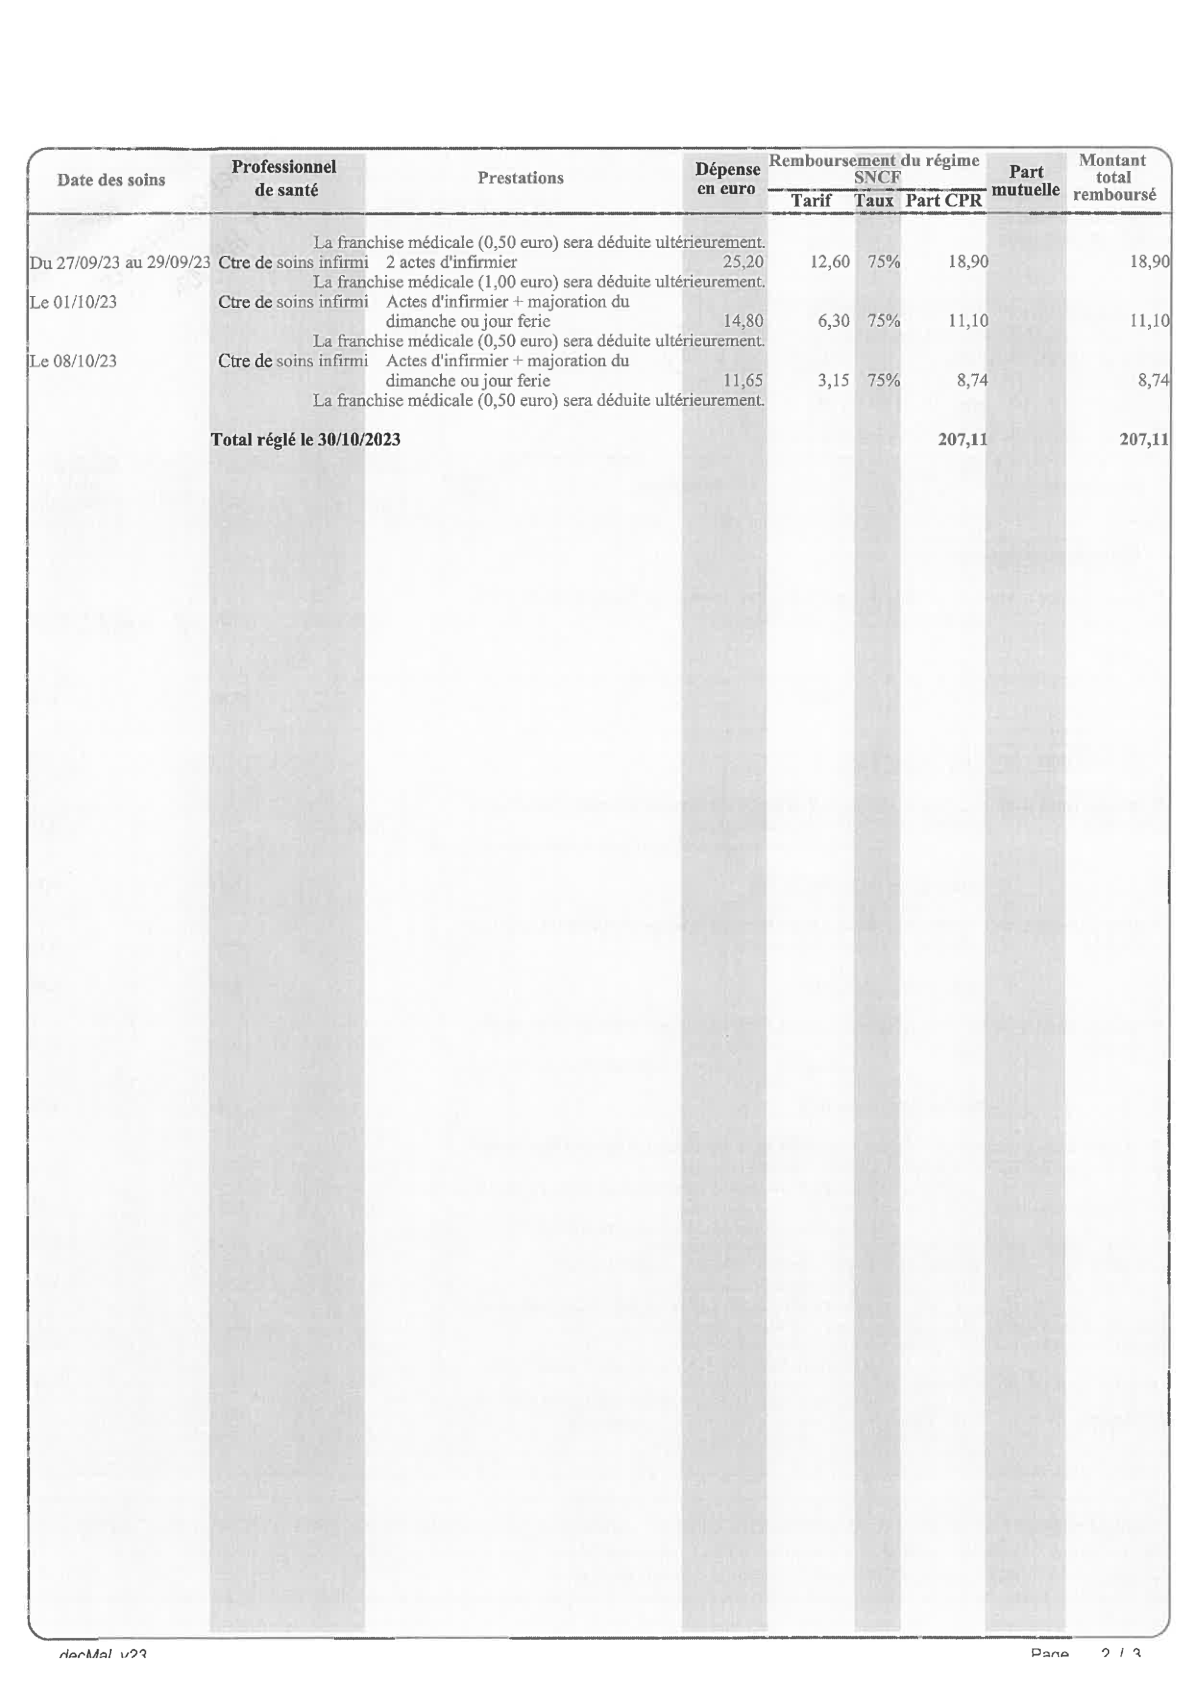 Date des soins Professionnel de santé Prestations Dépense en euro Remboursement du régime SNCF Part mutuelle Montant total remboursé
Tarif Taux Part CPR
La franchise médicale (0,50 euro) sera déduite ultérieurement.
Du 27/09/23 au 29/09/23 Ctre de soins infirmi 2 actes d'infirmier 25,20 12,60 75% 18,90 18,90
La franchise médicale (1,00 euro) sera déduite ultérieurement.
Le 01/10/23 Ctre de soins infirmi Actes d'infirmier + majoration du
dimanche ou jour ferie 14,80 6,30 75% 11,10 11,10
La franchise médicale (0,50 euro) sera déduite ultérieurement.
Le 08/10/23 Ctre de soins infirmi Actes d'infirmier + majoration du
dimanche ou jour ferie 11,65 3,15 75% 8,74 8,74
La franchise médicale (0,50 euro) sera déduite ultérieurement.
Total réglé le 30/10/2023 207,11 207,11
decMal_v23 Page 2 / 3